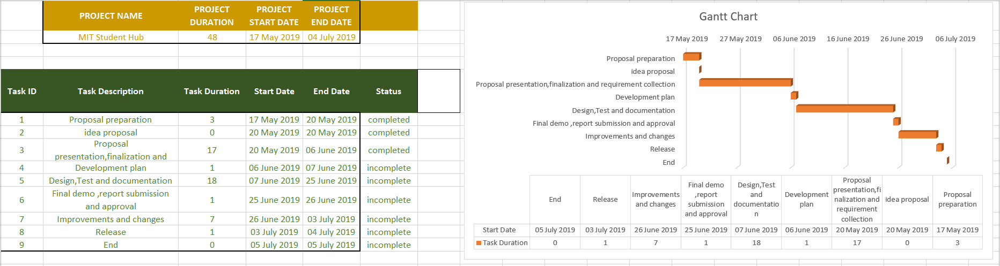 PROJECT NAME
PROJECT DURATION
PROJECT START DATE
PROJECT END DATE
MIT Student Hub 48 17 May 2019 04 July 2019
Task ID Task Description Task Duration Start Date End Date Status
1 Proposal preparation 3 17 May 2019 20 May 2019 completed
2 idea proposal 0 20 May 2019 20 May 2019 completed
3 Proposal presentation,finalization and 17 20 May 2019 06 June 2019 completed
4 Development plan 1 06 June 2019 07 June 2019 incomplete
5 Design,Test and documentation 18 07 June 2019 25 June 2019 incomplete
6 Final demo ,report submission and approval 1 25 June 2019 26 June 2019 incomplete
7 Improvements and changes 7 26 June 2019 03 July 2019 incomplete
8 Release 1 03 July 2019 04 July 2019 incomplete
9 End 0 05 July 2019 05 July 2019 incomplete
Gantt Chart
17 May 2019 27 May 2019 06 June 2019 16 June 2019 26 June 2019 06 July 2019
Proposal preparation
idea proposal
Proposal presentation,finalization and requirement collection
Development plan
Design,Test and documentation
Final demo ,report submission and approval
Improvements and changes
Release
End
End
Release
Improvements and changes
Final demo ,report submission and approval
Design,Test and documentatio n
Development plan
Proposal presentation,fi nalization and requirement collection
idea proposal
Proposal preparation
Start Date 05 July 2019 03 July 2019 26 June 2019 25 June 2019 07 June 2019 06 June 2019 20 May 2019 20 May 2019 17 May 2019
Task Duration 0 1 7 1 18 1 17 0 3